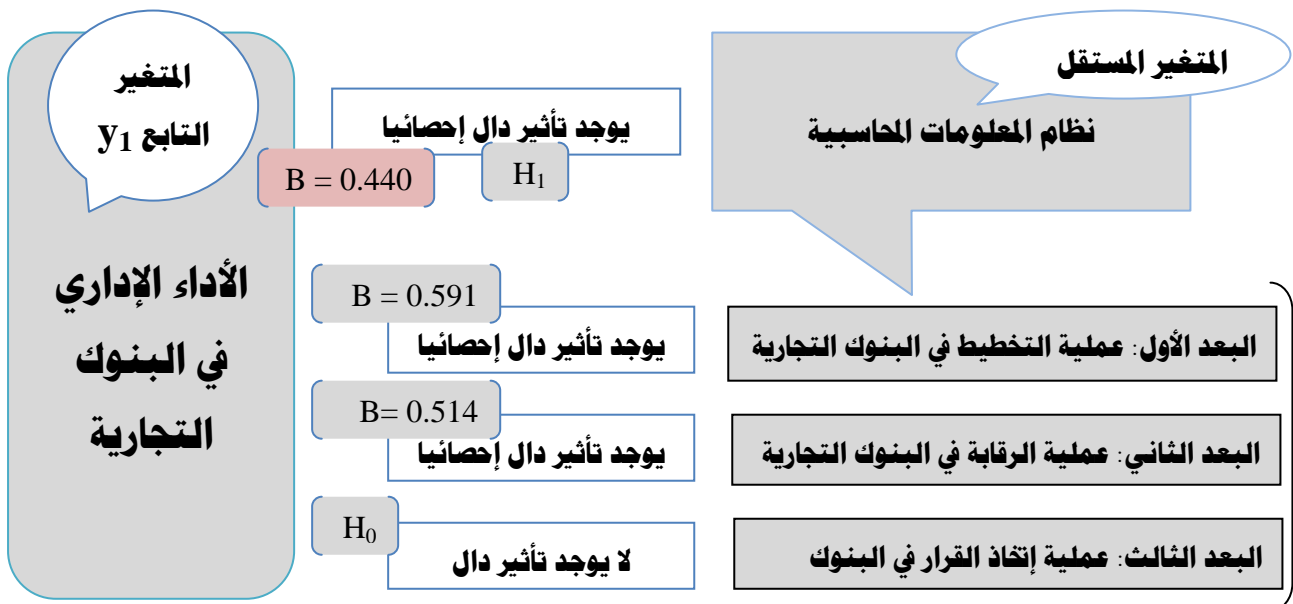 المتغير المستقل
نظام المعلومات المحاسبية
المتغير
التابع y₁
يوجد تأثير دال إحصائيا
B = 0.440
H₁
الأداء الإداري
في البنوك
التجارية
B = 0.591
يوجد تأثير دال إحصائيا
البعد الأول: عملية التخطيط في البنوك التجارية
B= 0.514
يوجد تأثير دال إحصائيا
البعد الثاني: عملية الرقابة في البنوك التجارية
H₀
لا يوجد تأثير دال
البعد الثالث: عملية إتخاذ القرار في البنوك